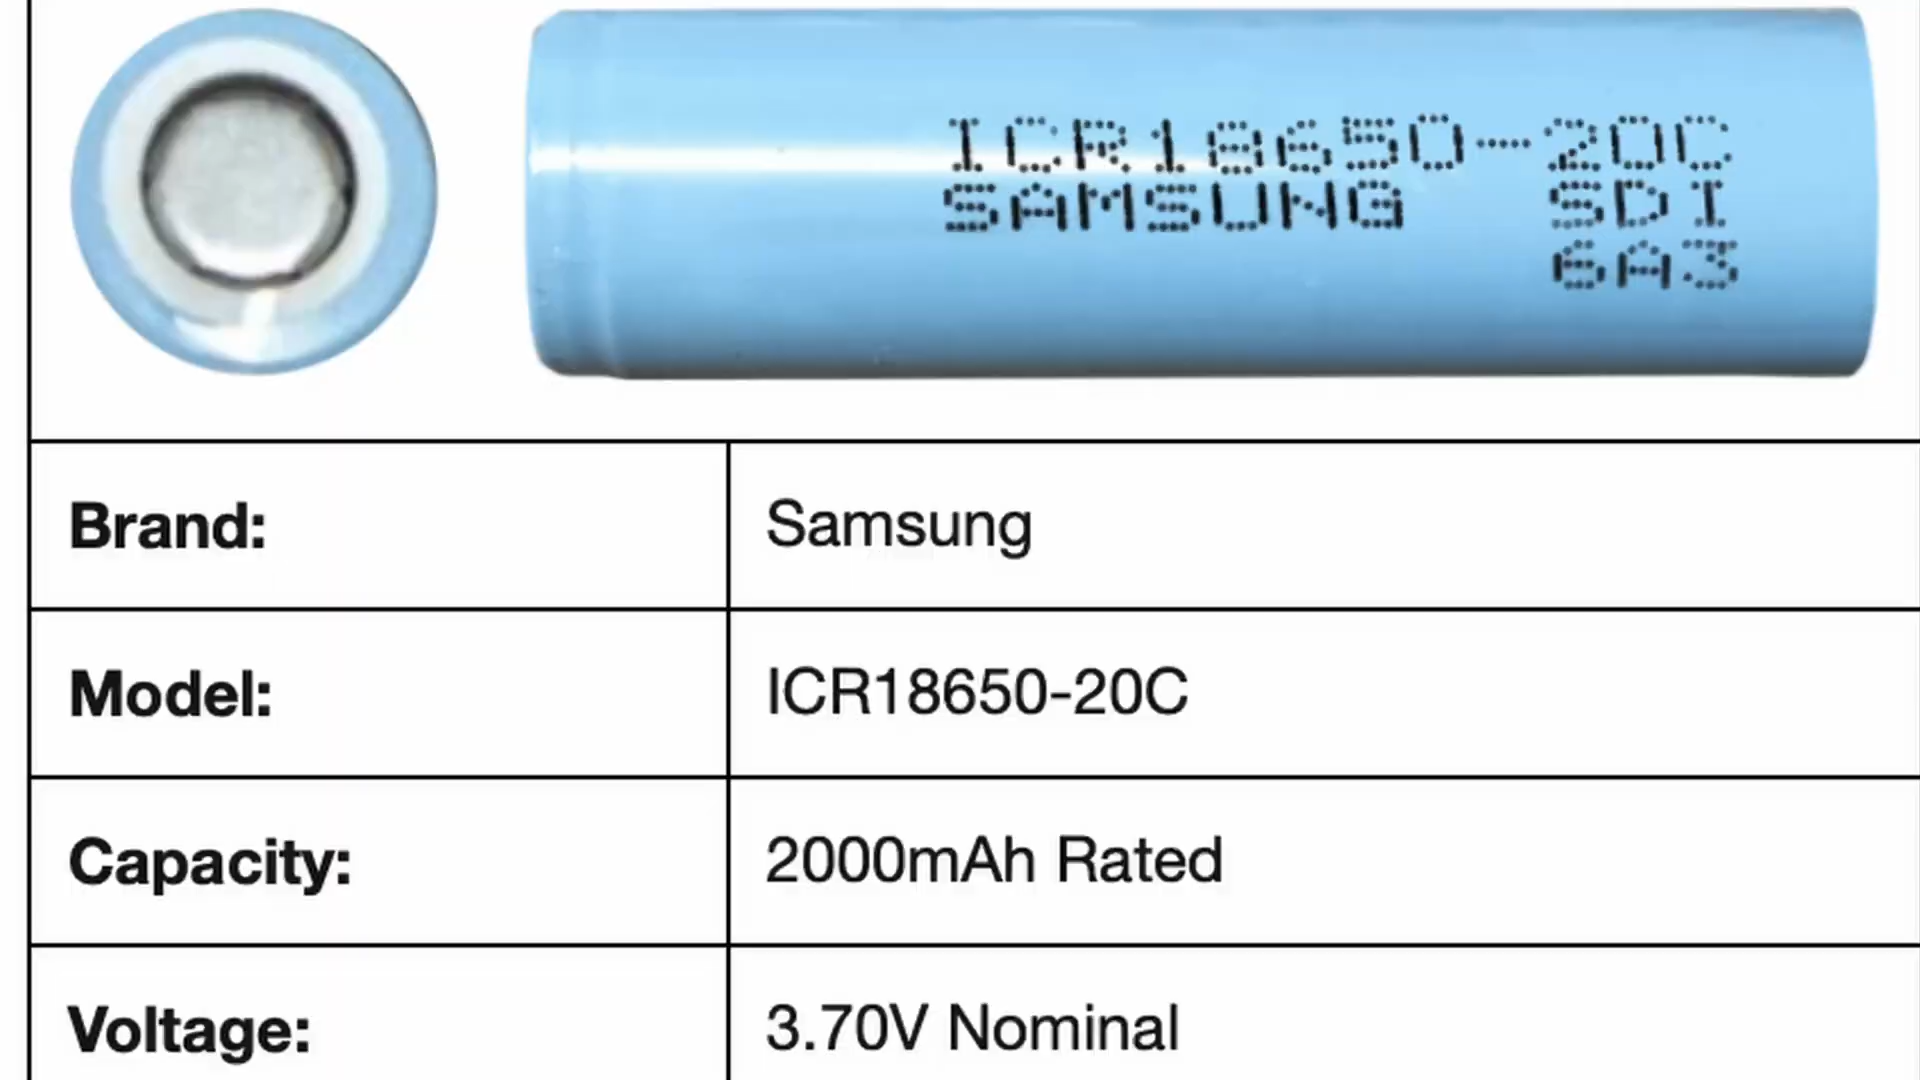 ICR18650-20C
SAMSUNG SDI
6A3
Brand: Samsung
Model: ICR18650-20C
Capacity: 2000mAh Rated
Voltage: 3.70V Nominal